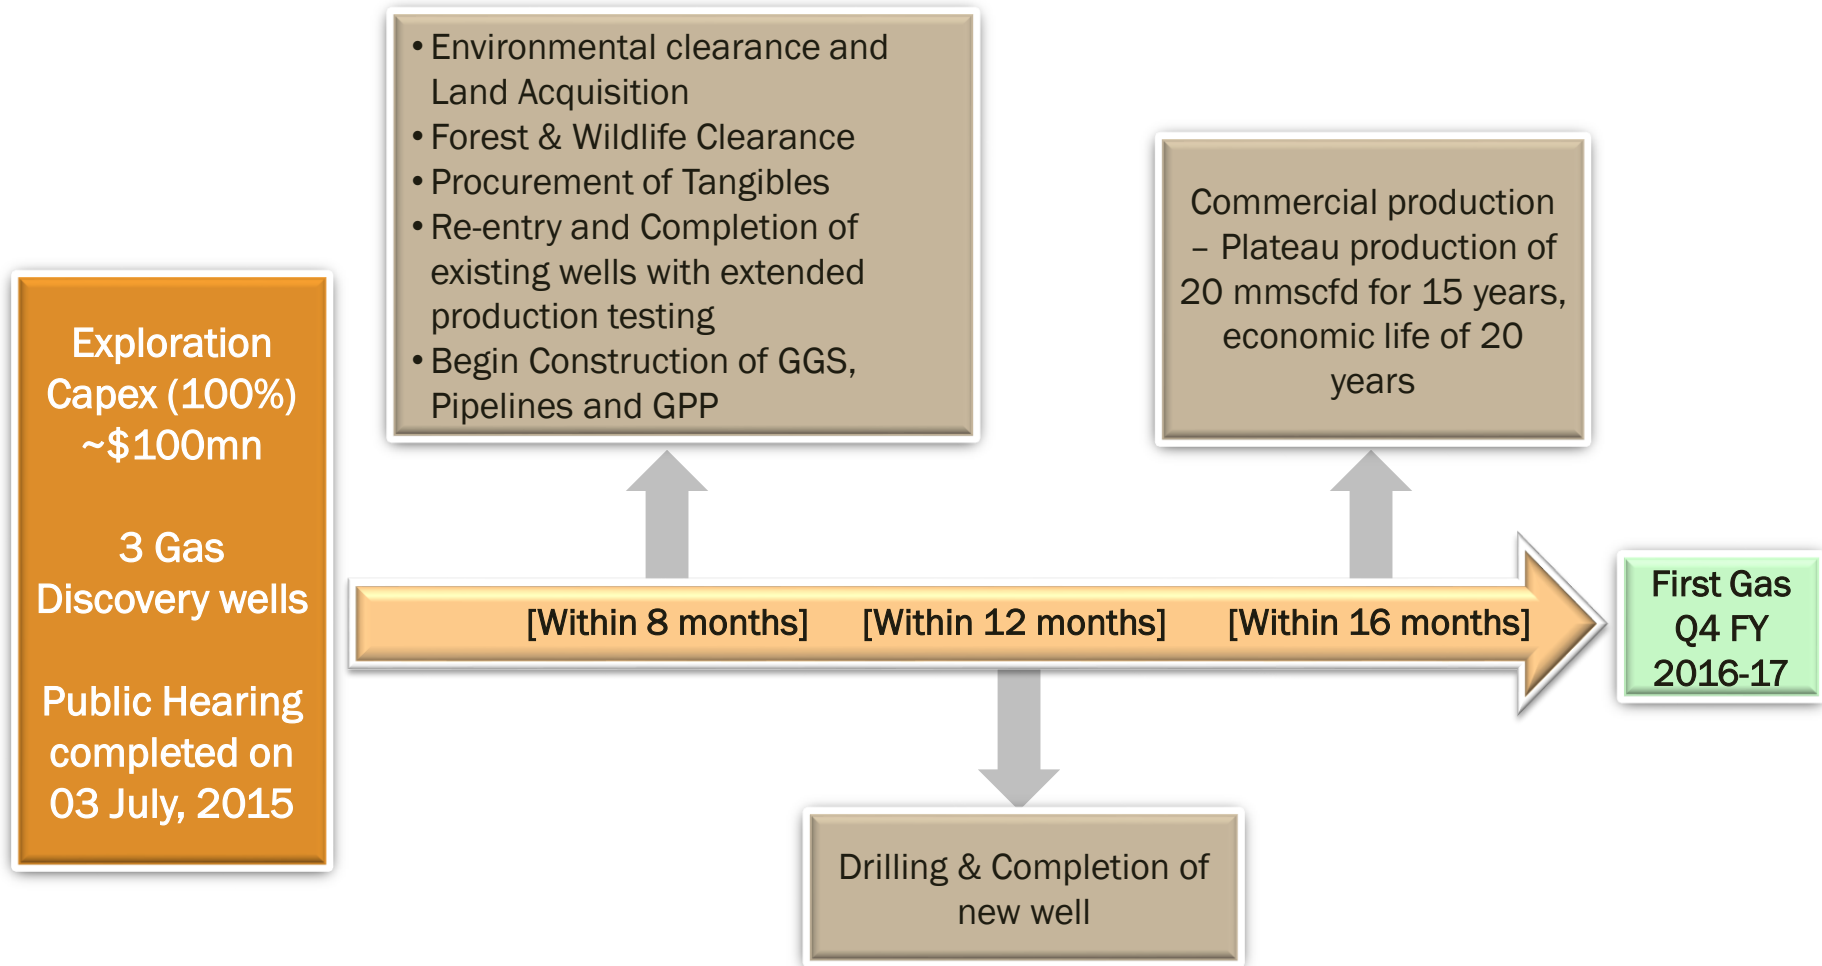 Exploration
Capex (100%)
~$100mn
3 Gas
Discovery wells
Public Hearing
completed on
03 July, 2015
• Environmental clearance and
Land Acquisition
• Forest & Wildlife Clearance
• Procurement of Tangibles
• Re-entry and Completion of
existing wells with extended
production testing
• Begin Construction of GGS,
Pipelines and GPP
Commercial production
– Plateau production of
20 mmscfd for 15 years,
economic life of 20
years
[Within 8 months]
[Within 12 months]
[Within 16 months]
First Gas
Q4 FY
2016-17
Drilling & Completion of
new well